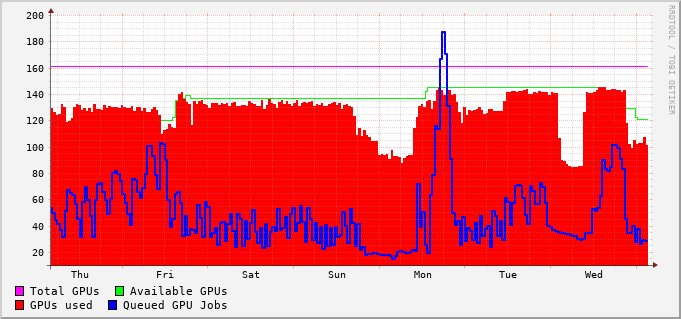 200
180
160
140
120
100
80
60
40
20
Thu Fri Sat Sun Mon Tue Wed
RRDTOOL / TOBI OETIKER
Total GPUs Available GPUs
GPUs used Queued GPU Jobs